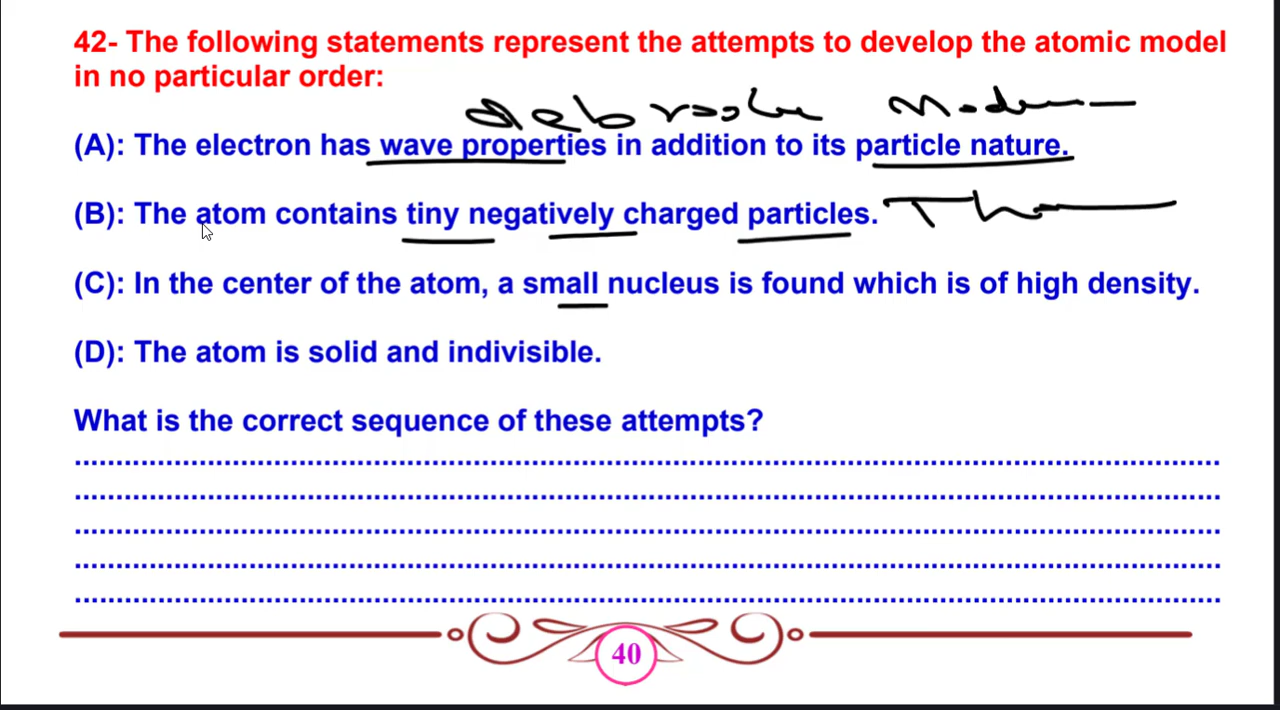 42- The following statements represent the attempts to develop the atomic model
in no particular order:
debroglie Modern
(A): The electron has wave properties in addition to its particle nature.
(B): The atom contains tiny negatively charged particles. Tho
(C): In the center of the atom, a small nucleus is found which is of high density.
(D): The atom is solid and indivisible.
What is the correct sequence of these attempts?
40